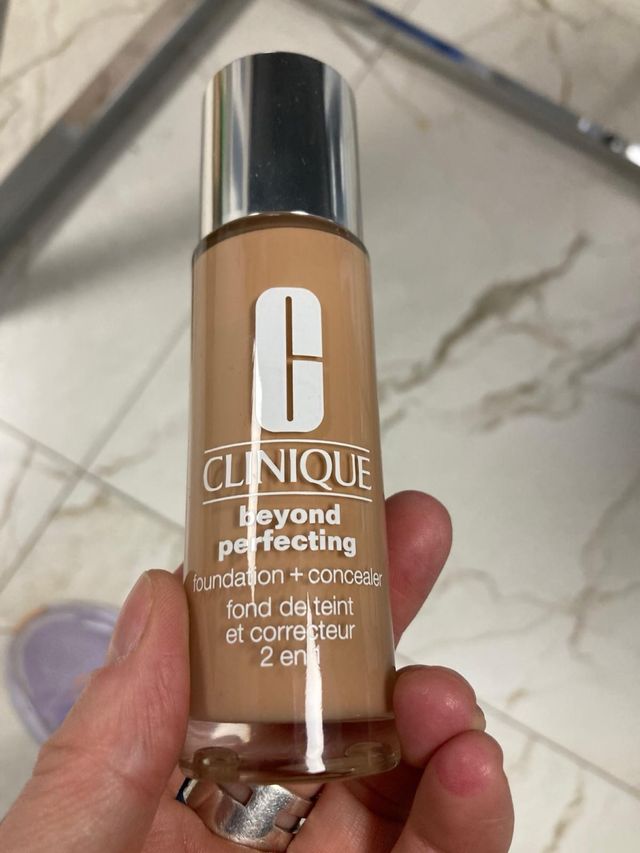 C
CLINIQUE
beyond
perfecting
foundation + concealer
fond de teint
et correcteur
2 en 1